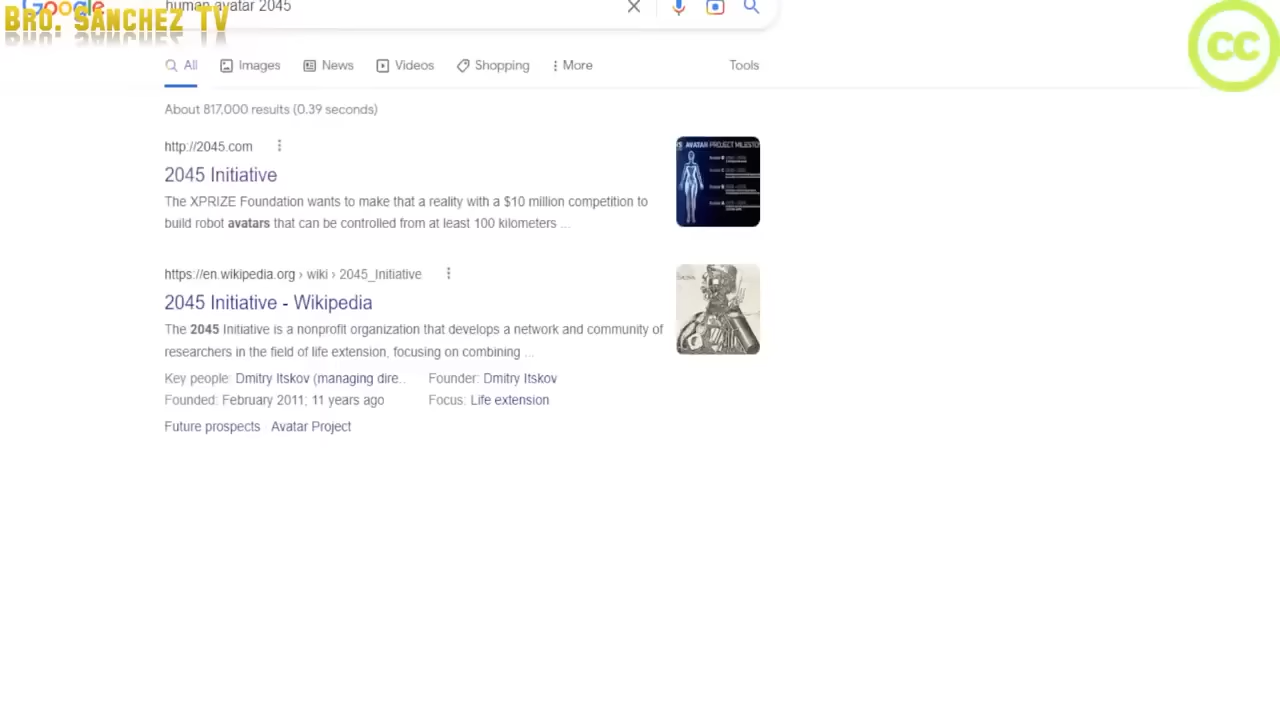 Google
human avatar 2045
BRO. SANCHEZ TV
CC
All Images News Videos Shopping More Tools
About 817,000 results (0.39 seconds)
http://2045.com
2045 Initiative
The XPRIZE Foundation wants to make that a reality with a $10 million competition to
build robot avatars that can be controlled from at least 100 kilometers ...
AVATAR PROJECT MILESTO
https://en.wikipedia.org › wiki › 2045_Initiative
2045 Initiative - Wikipedia
The 2045 Initiative is a nonprofit organization that develops a network and community of
researchers in the field of life extension, focusing on combining ...
Key people: Dmitry Itskov (managing dire.. Founder: Dmitry Itskov
Founded: February 2011; 11 years ago Focus: Life extension
Future prospects Avatar Project